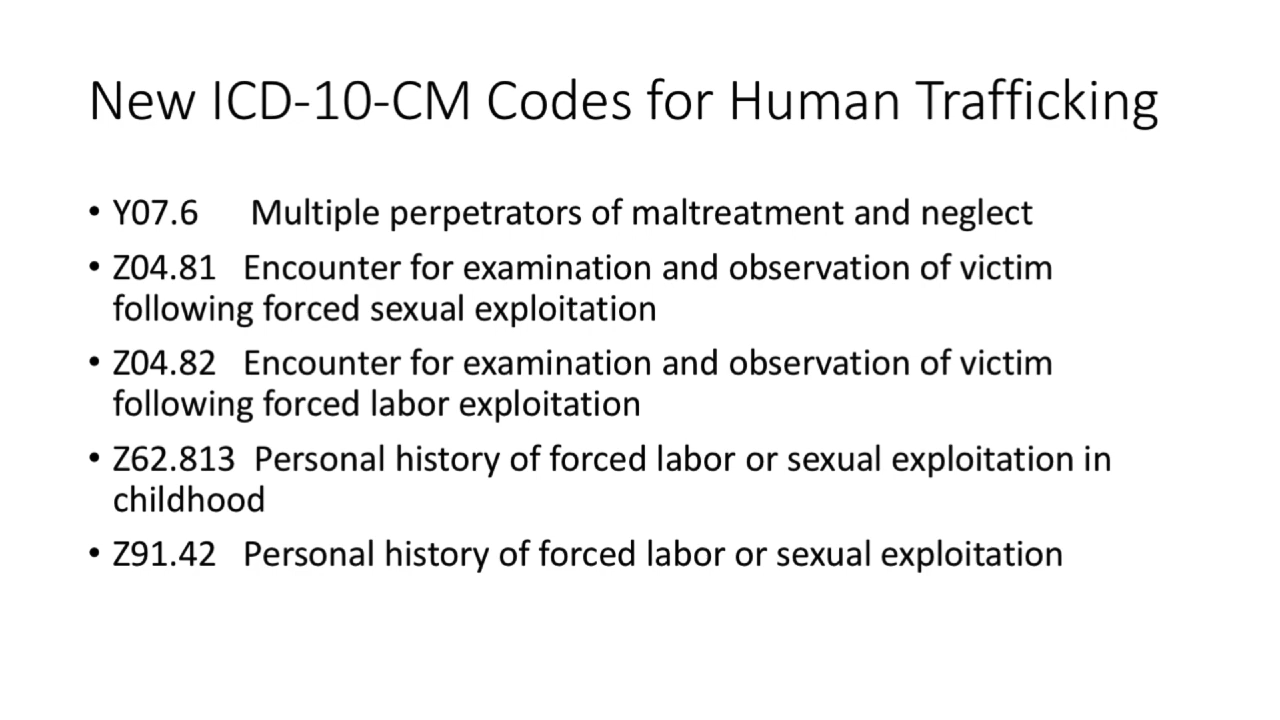 New ICD-10-CM Codes for Human Trafficking
• Y07.6 Multiple perpetrators of maltreatment and neglect
• Z04.81 Encounter for examination and observation of victim
following forced sexual exploitation
• Z04.82 Encounter for examination and observation of victim
following forced labor exploitation
• Z62.813 Personal history of forced labor or sexual exploitation in
childhood
• Z91.42 Personal history of forced labor or sexual exploitation